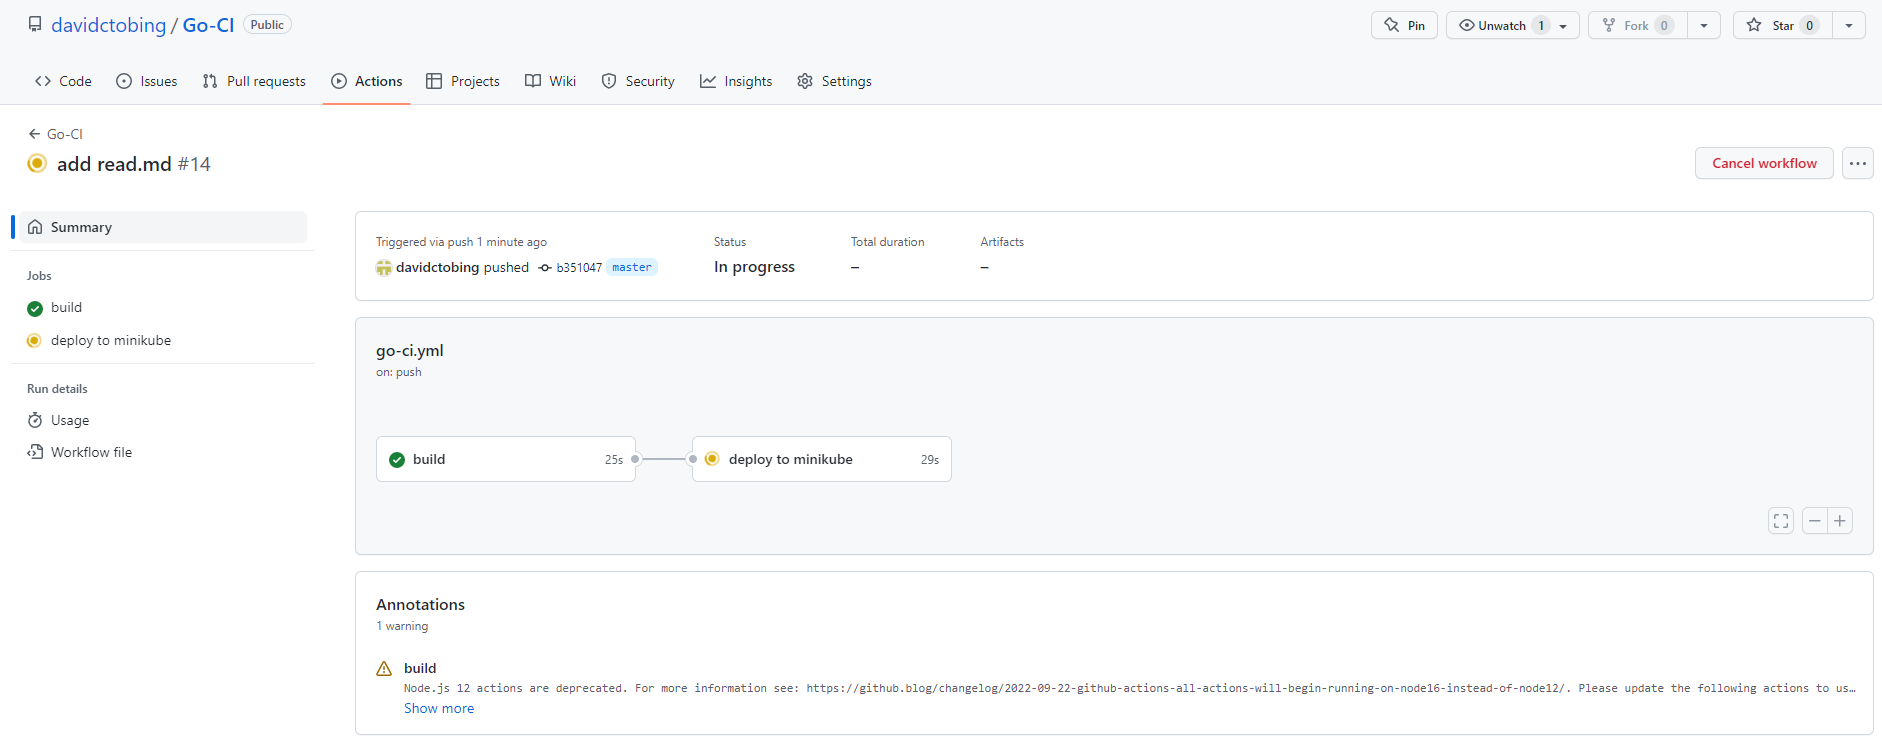 davidctobing / Go-CI Public
Pin
Unwatch 1
Fork 0
Star 0
Code
Issues
Pull requests
Actions
Projects
Wiki
Security
Insights
Settings
← Go-CI
add read.md #14
Cancel workflow
Summary
Jobs
build
deploy to minikube
Run details
Usage
Workflow file
Triggered via push 1 minute ago
davidctobing pushed b351047 master
Status
In progress
Total duration
–
Artifacts
–
go-ci.yml
on: push
build 25s
deploy to minikube 29s
Annotations
1 warning
build
Node.js 12 actions are deprecated. For more information see: https://github.blog/changelog/2022-09-22-github-actions-all-actions-will-begin-running-on-node16-instead-of-node12/. Please update the following actions to us…
Show more